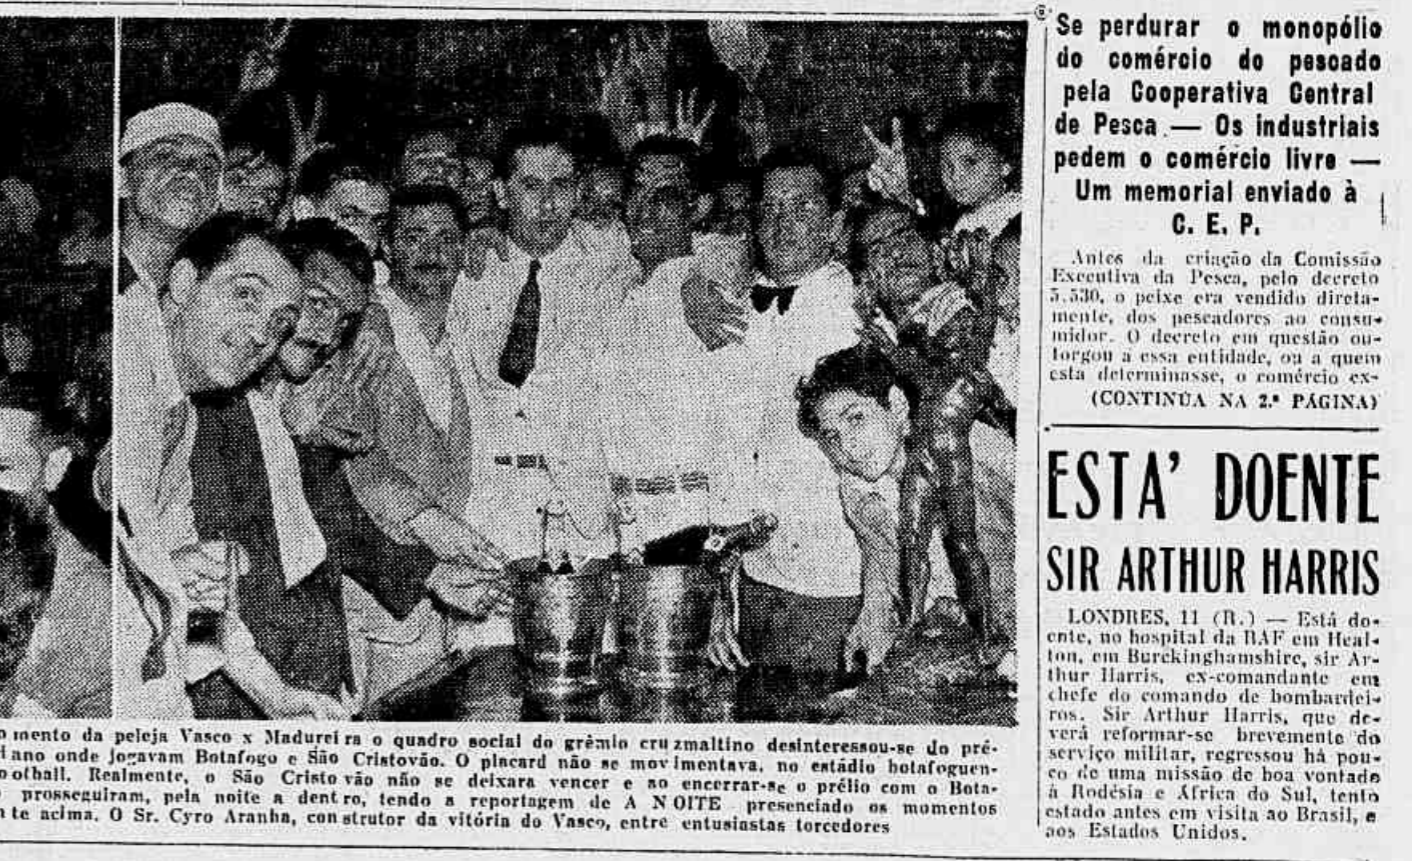 omento da peleja Vasco x Madureira o quadro social do grêmio cruzmaltino desinteressou-se do pré-
iano onde jogavam Botafogo e São Cristovão. O placard não se movimentava, no estádio botafoguen-
ootball. Realmente, o São Cristovão não se deixara vencer e ao encerrar-se o prélio com o Bota-
prosseguiram, pela noite a dentro, tendo a reportagem de A NOITE presenciado os momentos
te acima. O Sr. Cyro Aranha, construtor da vitória do Vasco, entre entusiastas torcedores
Se perdurar o monopólio
do comércio do pescado
pela Cooperativa Central
de Pesca — Os industriais
pedem o comércio livre —
Um memorial enviado à
C. E. P.
Antes da criação da Comissão
Executiva da Pesca, pelo decreto
5.530, o peixe era vendido direta-
mente, dos pescadores ao consu-
midor. O decreto em questão ou-
torgou a essa entidade, ou a quem
esta determinasse, o comércio ex-
(CONTINÚA NA 2.ª PÁGINA)
ESTA' DOENTE
SIR ARTHUR HARRIS
LONDRES, 11 (R.) — Está do-
ente, no hospital da RAF em Heal-
ton, em Burckinghamshire, sir Ar-
thur Harris, ex-comandante em
chefe do comando de bombardei-
ros. Sir Arthur Harris, que de-
verá reformar-se brevemente do
serviço militar, regressou há pou-
co de uma missão de boa vontade
à Rodésia e África do Sul, tento
estado antes em visita ao Brasil, e
aos Estados Unidos.